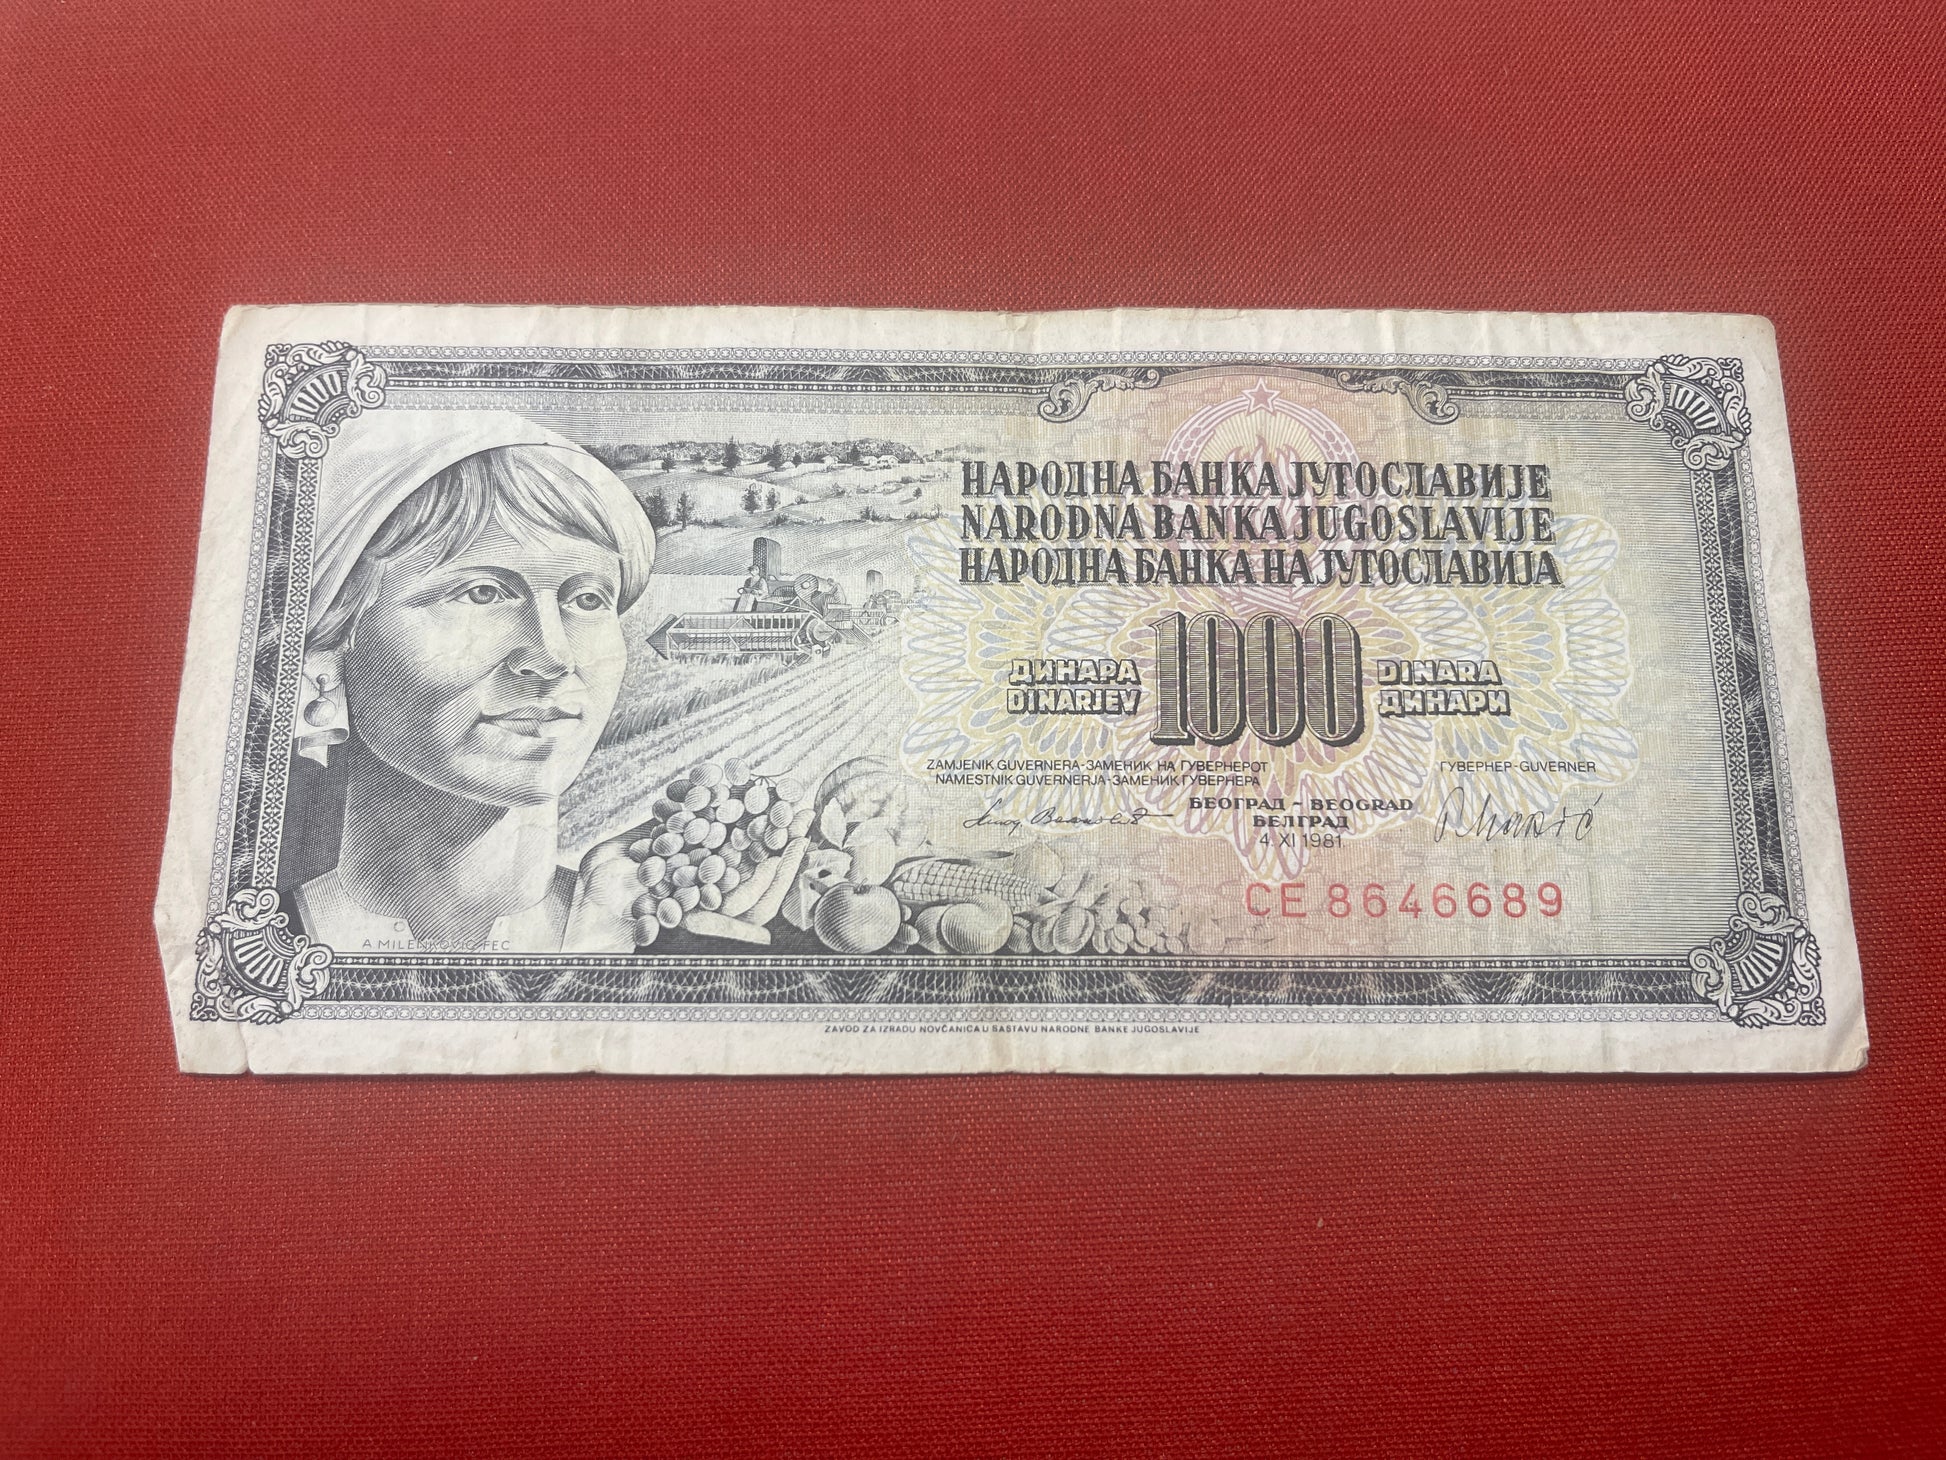 НАРОДНА БАНКА ЈУГОСЛАВИЈЕ
NARODNA BANKA JUGOSLAVIJE
НАРОДНА БАНКА НА ЈУГОСЛАВИЈА
ДИНАРА 1000 DINARA
DINARJEV ДИНАРИ
ZAMJENIK GUVERNERA-ЗАМЕНИК НА ГУВЕРНЕРОТ
NAMESTNIK GUVERNERJA-ЗАМЕНИК ГУВЕРНЕРА
ГУВЕРНЕР-GUVERNER
БЕОГРАД - BEOGRAD
БЕЛГРАД
4. XI 1981.
CE 8646689
A MILENKOVIĆ FEC
ZAVOD ZA IZRADU NOVČANICA U SASTAVU NARODNE BANKE JUGOSLAVIJE